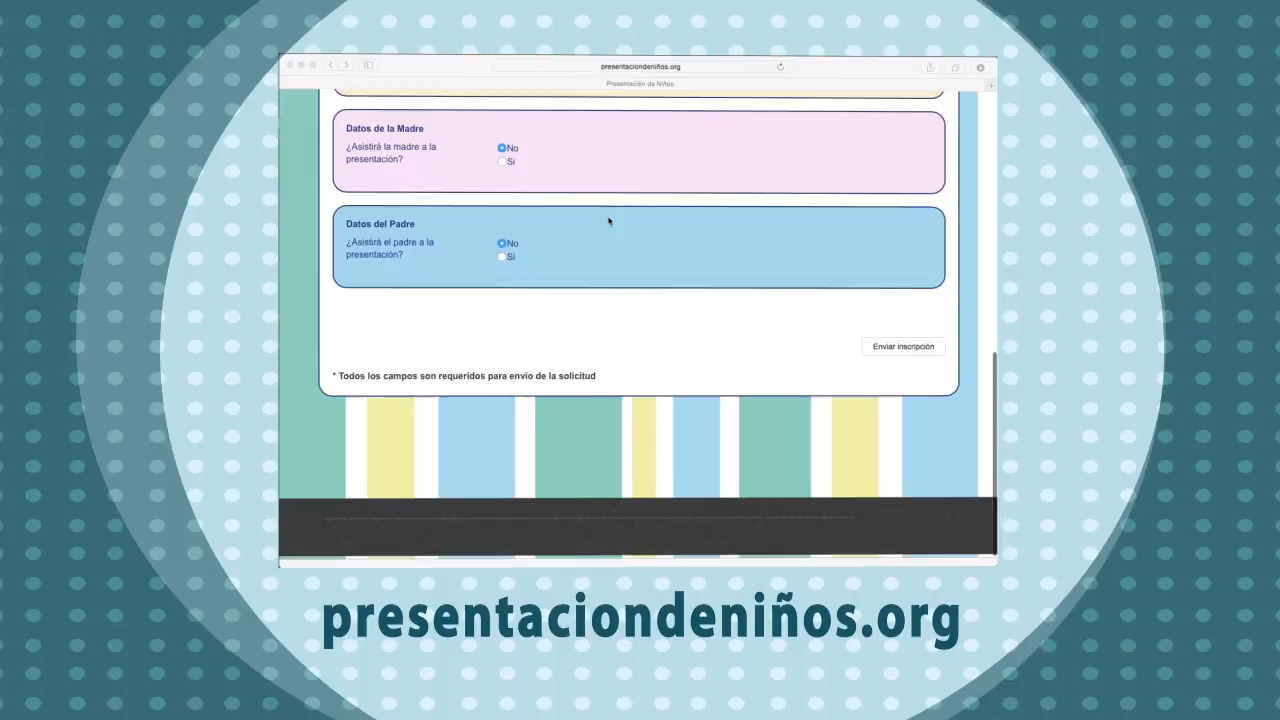 presentaciondeniños.org
Presentación de Niños
Datos de la Madre
¿Asistirá la madre a la
presentación?
No
Si
Datos del Padre
¿Asistirá el padre a la
presentación?
No
Si
Enviar inscripción
* Todos los campos son requeridos para envío de la solicitud
presentaciondeniños.org